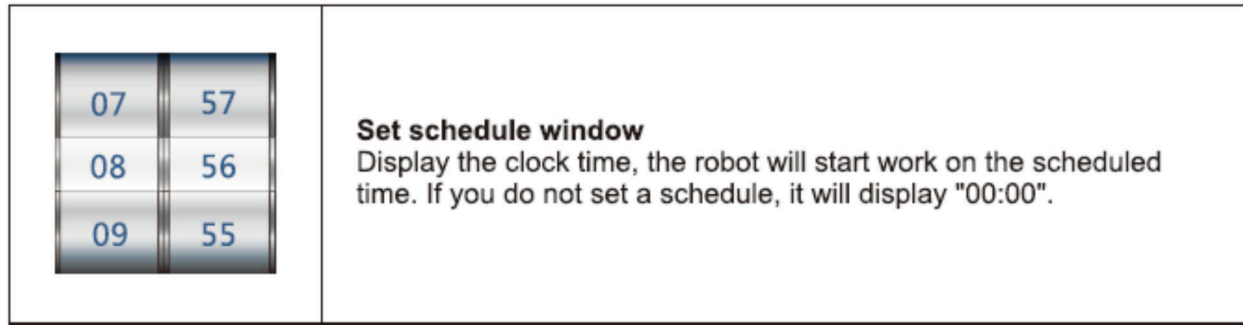 07 57
08 56
09 55
Set schedule window
Display the clock time, the robot will start work on the scheduled
time. If you do not set a schedule, it will display "00:00".